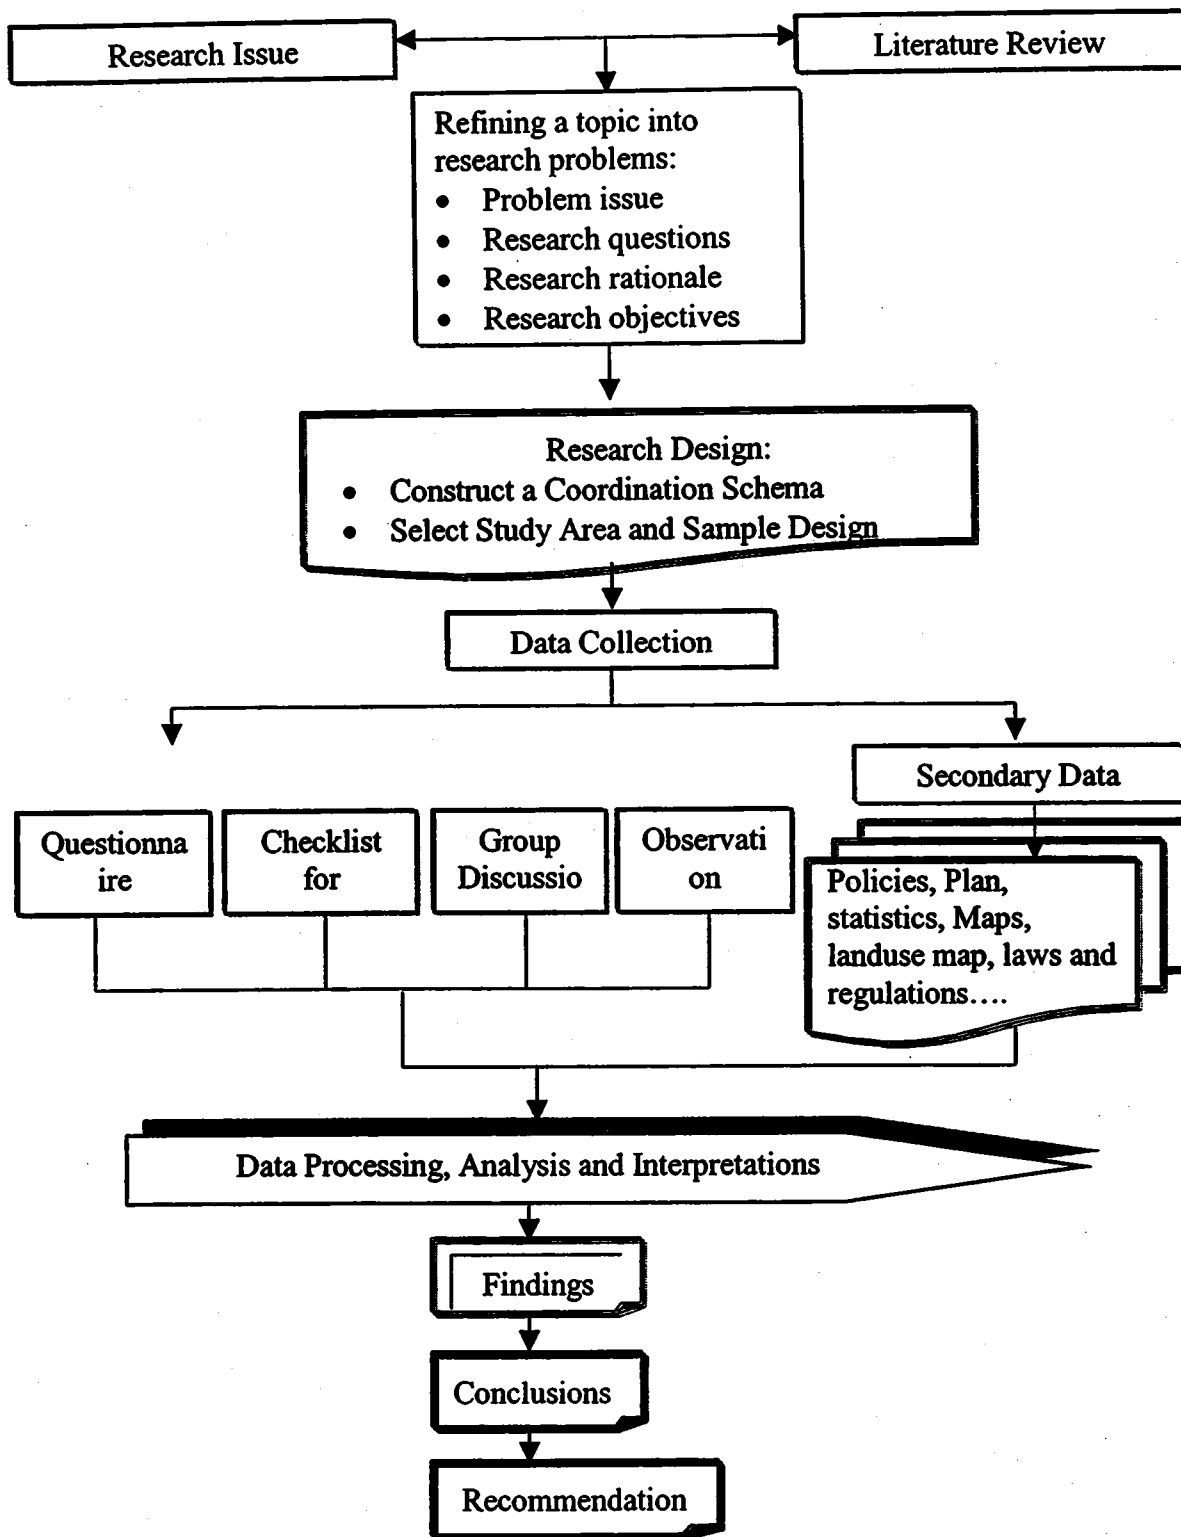 Research Issue
Literature Review
Refining a topic into
research problems:
• Problem issue
• Research questions
• Research rationale
• Research objectives
Research Design:
• Construct a Coordination Schema
• Select Study Area and Sample Design
Data Collection
Secondary Data
Questionna
ire
Checklist
for
Group
Discussio
Observati
on
Policies, Plan,
statistics, Maps,
landuse map, laws and
regulations....
Data Processing, Analysis and Interpretations
Findings
Conclusions
Recommendation